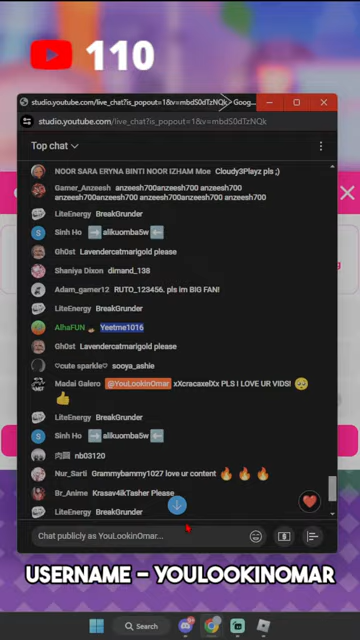 110
studio.youtube.com/live_chat?is_popout=1&v=mbdS0dTzNQk - Goog...
studio.youtube.com/live_chat?is_popout=1&v=mbdS0dTzNQk
Top chat
NOOR SARA ERYNA BINTI NOOR IZHAM Moe Cloudy3Playz pls ;)
Gamer_Anzeesh anzeesh700anzeesh700anzeesh700
anzeesh700anzeesh700anzeesh700anzeesh700
LiteEnergy BreakGrunder
Sinh Ho ➡️ alikuomba5w ⬅️
Gh0st Lavendercatmarigold please
Shaniya Dixon dimand_138
Adam_gamer12 RUTO_123456. pls im BIG FAN!
LiteEnergy BreakGrunder
AlhaFUN Yeetme1016
Gh0st Lavendercatmarigold please
♡cute sparkle♡ sooya_ashie
Madai Galero @YouLookInOmar xXcracaxelXx PLS I LOVE UR VIDS! 🥺
👍
LiteEnergy BreakGrunder
Sinh Ho ➡️ alikuomba5w ⬅️
nb03120
Nur_Sarti Grammybammy1027 love ur content 🔥 🔥 🔥
Br_Anime Krasav4ikTasher Please
LiteEnergy BreakGrunder
Chat publicly as YouLookinOmar...
USERNAME - YOULOOKINOMAR
Search